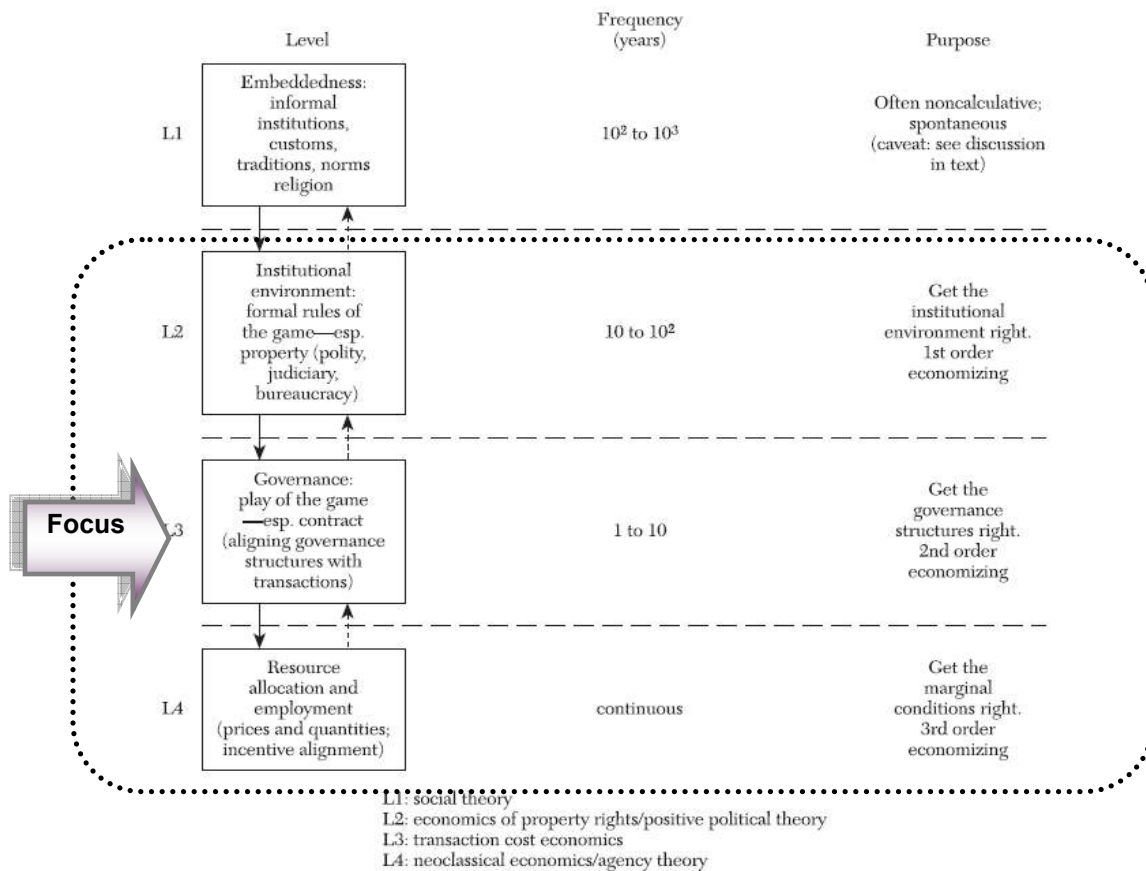 Level
Frequency
(years)
Purpose
L1
Embeddedness:
informal
institutions,
customs,
traditions, norms
religion
10² to 10³
Often noncalculative;
spontaneous
(caveat: see discussion
in text)
L2
Institutional
environment:
formal rules of
the game—esp.
property (polity,
judiciary,
bureaucracy)
10 to 10²
Get the
institutional
environment right.
1st order
economizing
Focus
L3
Governance:
play of the game
—esp. contract
(aligning governance
structures with
transactions)
1 to 10
Get the
governance
structures right.
2nd order
economizing
L4
Resource
allocation and
employment
(prices and quantities;
incentive alignment)
continuous
Get the
marginal
conditions right.
3rd order
economizing
L1: social theory
L2: economics of property rights/positive political theory
L3: transaction cost economics
L4: neoclassical economics/agency theory